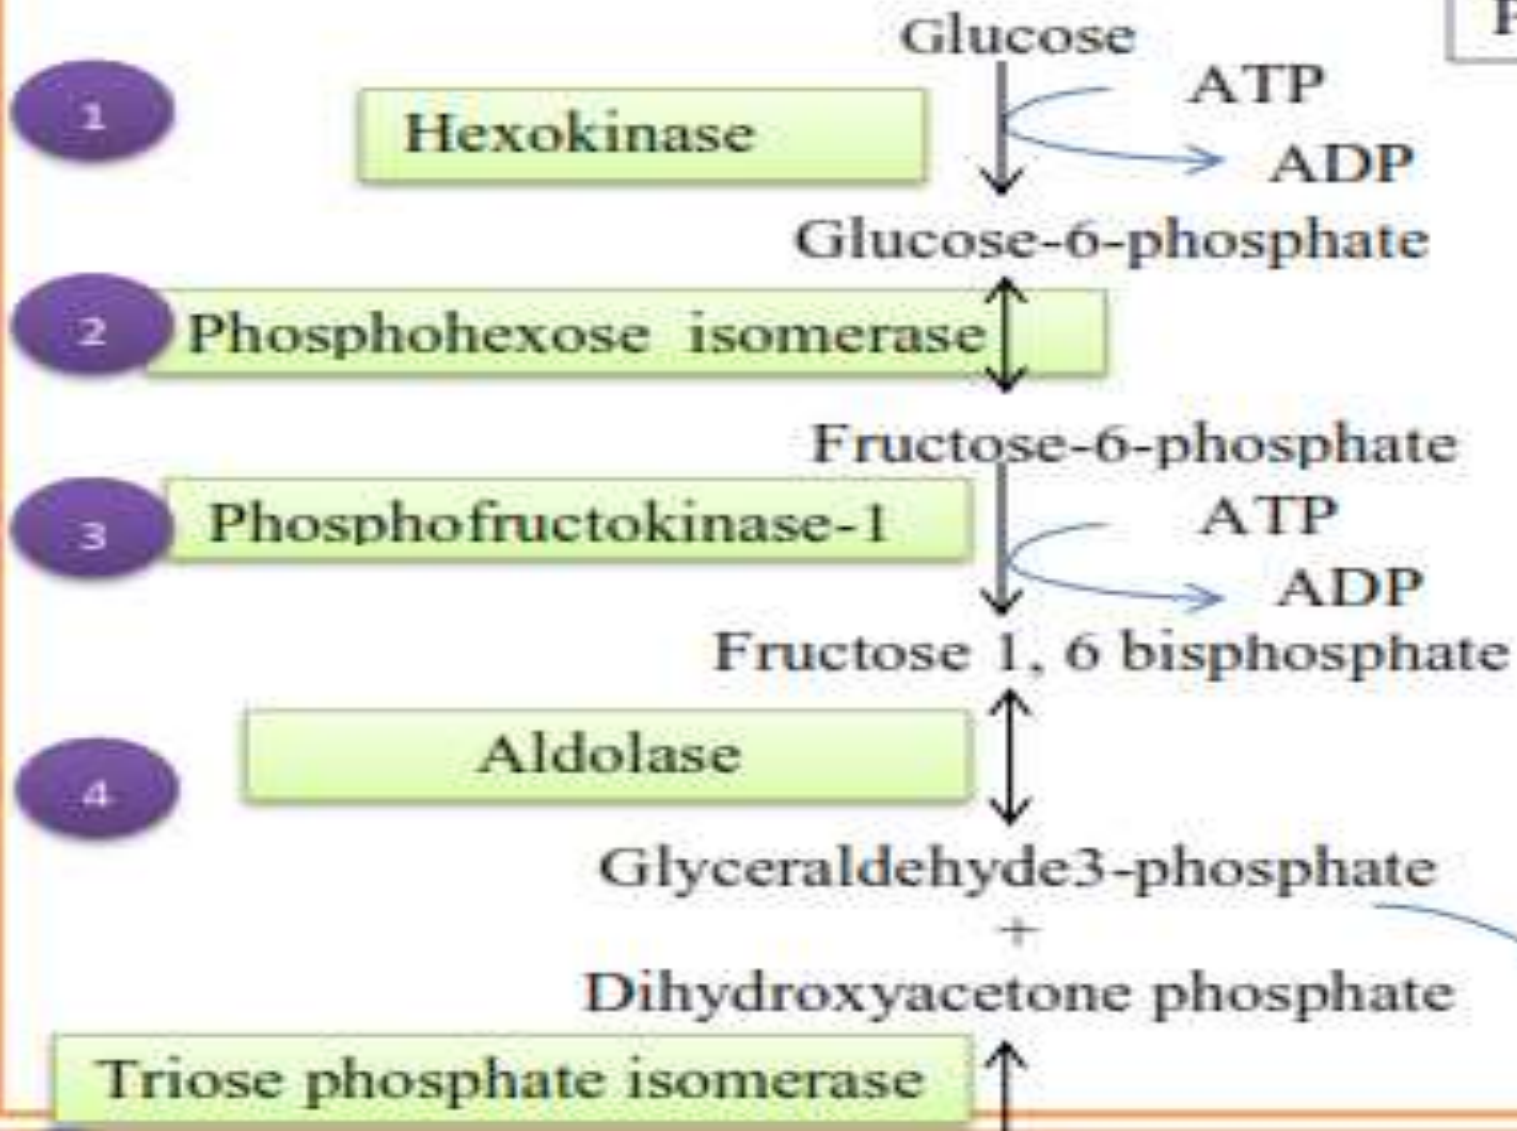 Glucose
1
Hexokinase
ATP
ADP
Glucose-6-phosphate
2
Phosphohexose isomerase
Fructose-6-phosphate
3
Phosphofructokinase-1
ATP
ADP
Fructose 1, 6 bisphosphate
4
Aldolase
Glyceraldehyde3-phosphate
+
Dihydroxyacetone phosphate
Triose phosphate isomerase